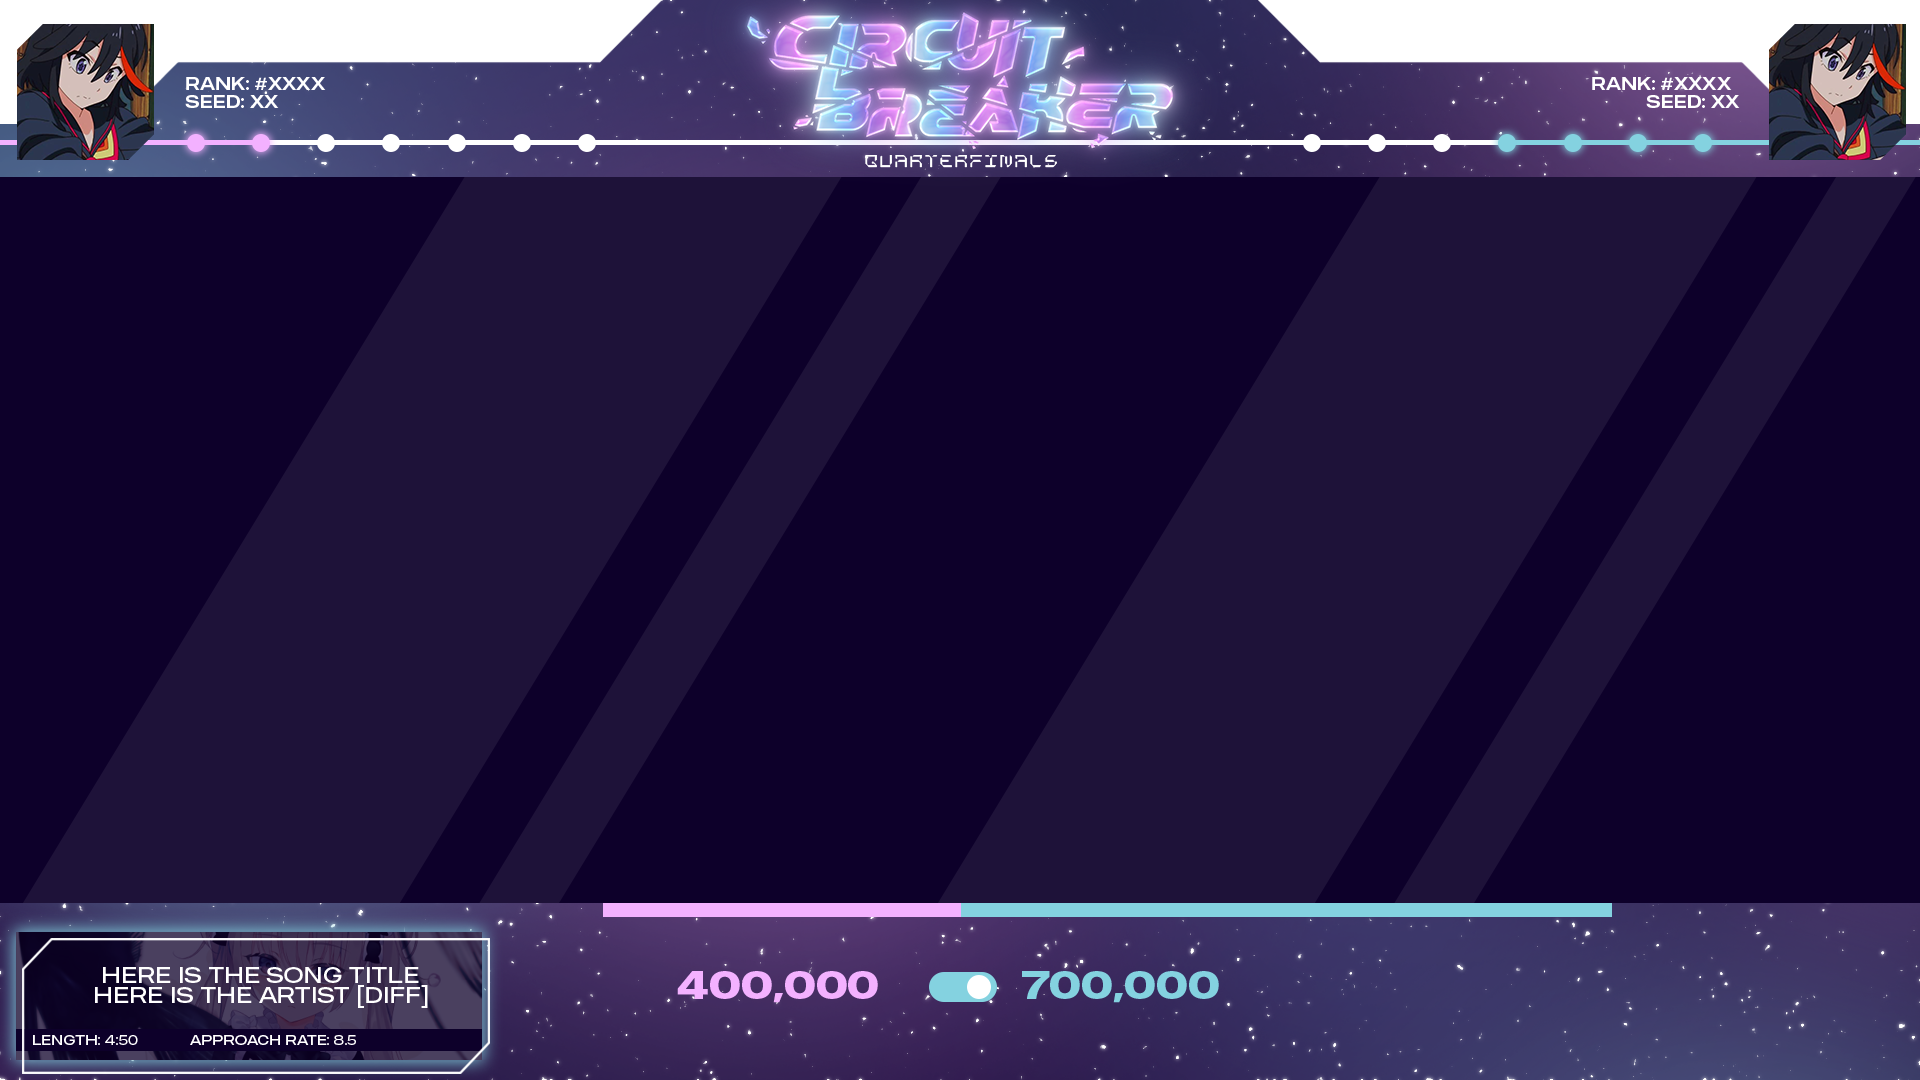 CIRCUIT
BREAKER
QUARTERFINALS
RANK: #XXXX
SEED: XX
RANK: #XXXX
SEED: XX
HERE IS THE SONG TITLE
HERE IS THE ARTIST [DIFF]
LENGTH: 4:50
APPROACH RATE: 8.5
400,000
700,000